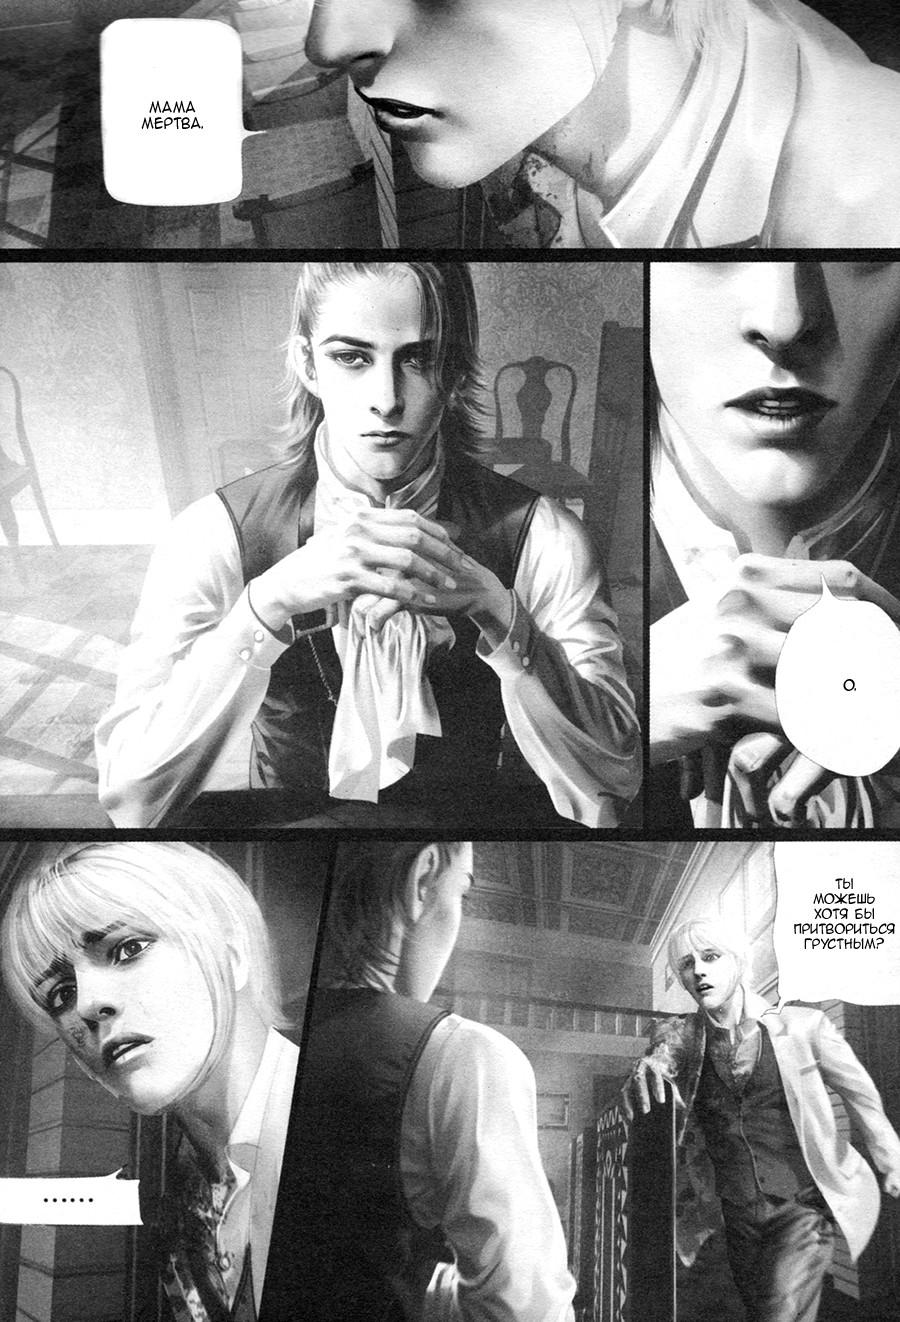 МАМА
МЕРТВА.
О.
......
ТЫ
МОЖЕШЬ
ХОТЯ БЫ
ПРИТВОРИТЬСЯ
ГРУСТНЫМ?